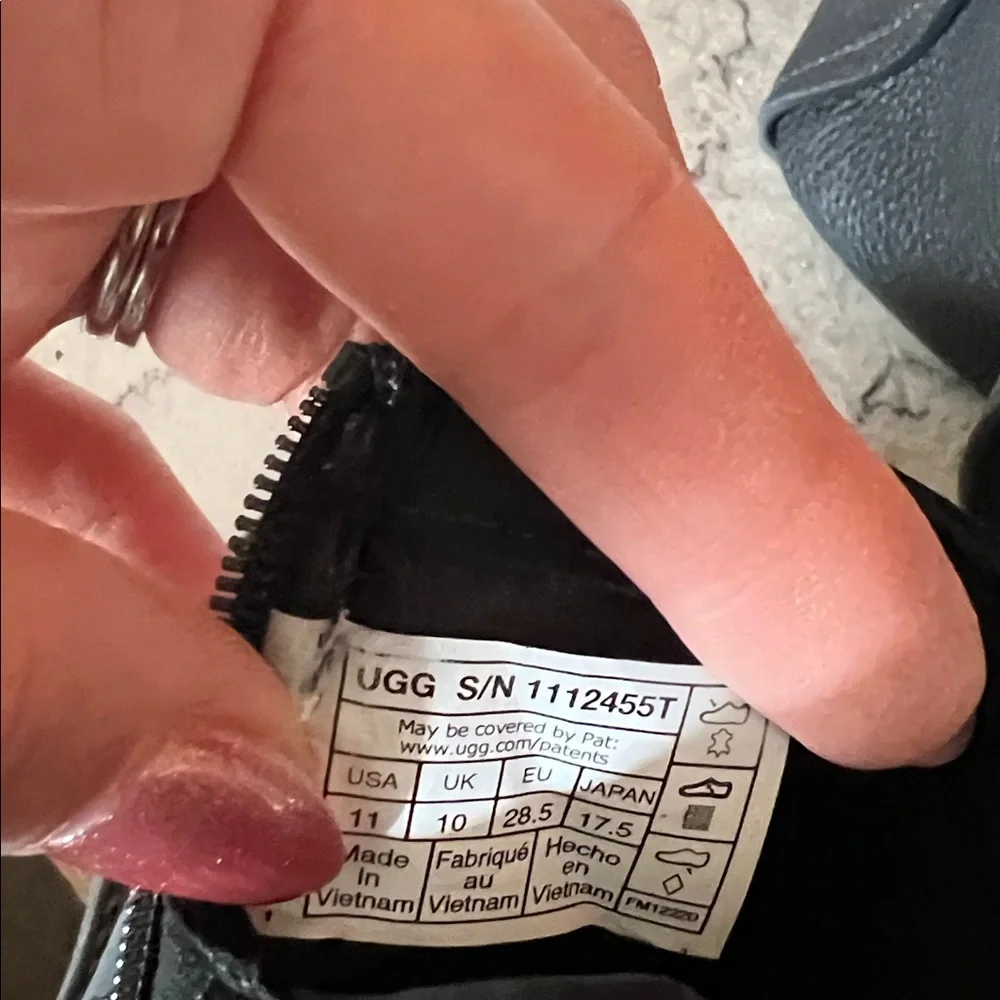 UGG S/N 1112455T
May be covered by Pat:
www.ugg.com/patents
USA UK EU JAPAN
11 10 28.5 17.5
Made Fabriqué Hecho
In au en
Vietnam Vietnam Vietnam
FM1222D